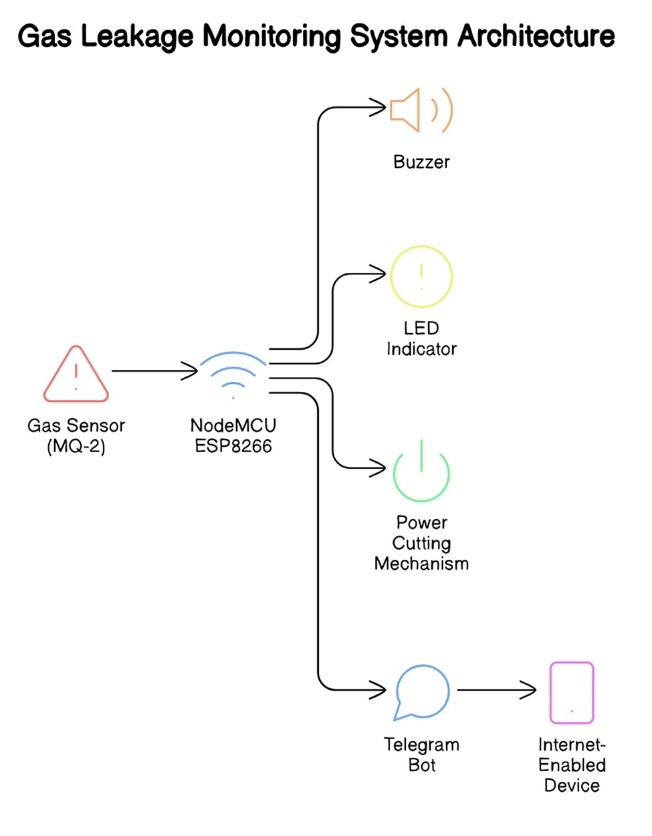 Gas Leakage Monitoring System Architecture
Buzzer
LED
Indicator
Gas Sensor
(MQ-2)
NodeMCU
ESP8266
Power
Cutting
Mechanism
Telegram
Bot
Internet-
Enabled
Device